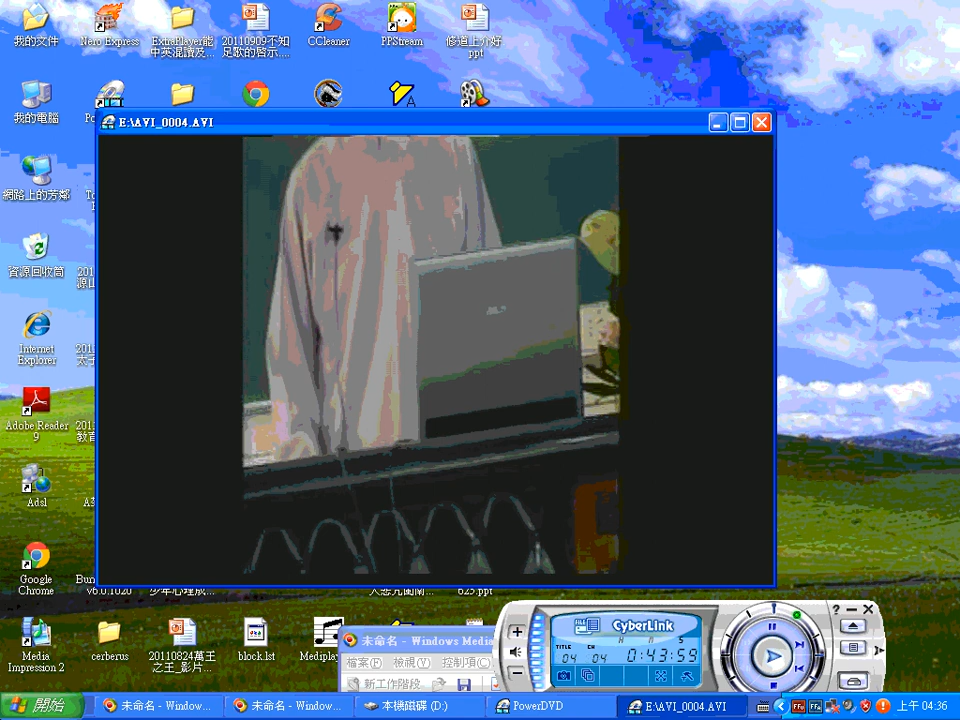 我的文件
Nero Express
ExtraPlayer能
中英混讀及...
20110909不知
足歌的啓示....
CCleaner
PPStream
修道上介好
ppt
我的電腦
E:\AVI_0004.AVI
網路上的芳鄰
資源回收筒
Internet
Explorer
Adobe Reader
9
Adsl
Google
Chrome
v6.0.1020
623.ppt
Media
Impression 2
cerberus
20110824萬王
之王_影片...
block.lst
Mediplay
未命名 - Windows Media
檔案(F) 檢視(V) 控制項(C)
新工作階段
CyberLink
H M S
TITLE CH
04 04 0:43:59
開始
未命名 - Window...
未命名 - Window...
本機磁碟 (D:)
PowerDVD
E:\AVI_0004.AVI
上午 04:36